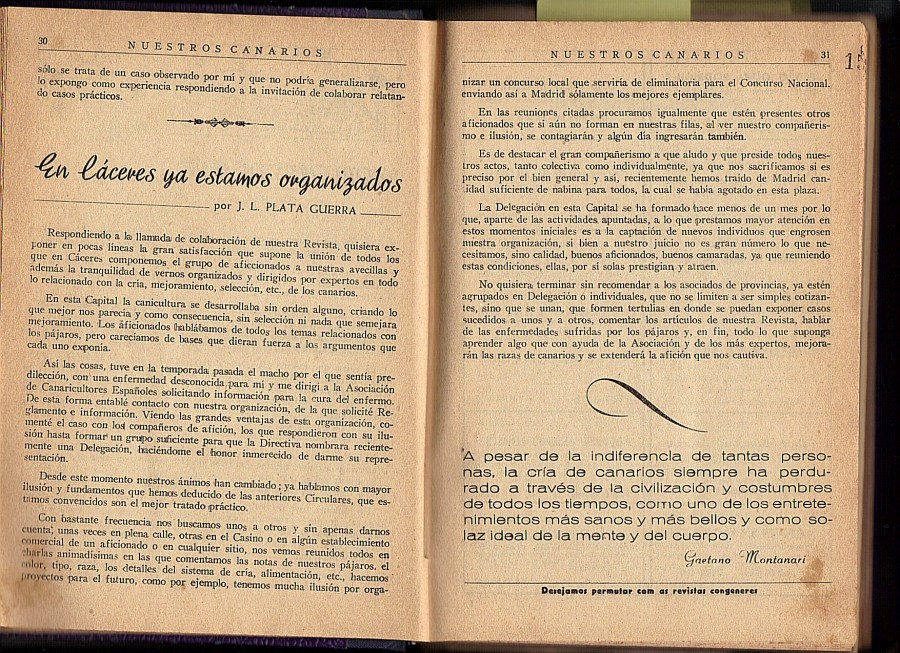 30
NUESTROS CANARIOS
sólo se trata de un caso observado por mi y que no podría generalizarse, pero
lo expongo como experiencia respondiendo a la invitación de colaborar relatan-
do casos prácticos.
En Cáceres ya estamos organizados
por J. L. PLATA GUERRA
Respondiendo a la llamada de colaboración de nuestra Revista, quisiera ex-
poner en pocas líneas la gran satisfacción que supone la unión de todos los
que en Cáceres componemos el grupo de aficcionados a nuestras avecillas y
además la tranquilidad de vernos organizados y dirigidos por expertos en todo
lo relacionado con la cria, mejoramiento, selección, etc., de los canarios.
En esta Capital la canicultura se desarrollaba sin orden alguno, criando lo
que mejor nos parecía y como consecuencia, sin selección ni nada que semejara
mejoramiento. Los aficionados hablábamos de todos los temas relacionados con
los pájaros, pero carecíamos de bases que dieran fuerza a los argumentos que
cada uno exponía.
Así las cosas, tuve en la temporada pasada el macho por el que sentía pre-
dilección, con una enfermedad desconocida para mi y me dirigi a la Asociación
de Canaricultores Españoles solicitando información para la cura del enfermo.
De esta forma entablé contacto con nuestra organización, de la que solicité Re-
glamento e información. Viendo las grandes ventajas de esta organización, co-
menté el caso con los compañeros de afición, los que respondieron con su ilu-
sión hasta formar un grupo suficiente para que la Directiva nombrara reciente-
mente una Delegación, haciéndome el honor inmerecido de darme su repre-
sentación.
Desde este momento nuestros ánimos han cambiado; ya hablamos con mayor
ilusión y fundamentos que hemos deducido de las anteriores Circulares, que es-
tamos convencidos son el mejor tratado práctico.
Con bastante frecuencia nos buscamos unos a otros y sin apenas darnos
cuenta, unas veces en plena calle, otras en el Casino o en algún establecimiento
comercial de un aficionado o en cualquier sitio, nos vemos reunidos todos en
charlas animadísimas en las que comentamos las notas de nuestros pájaros, el
color, tipo, raza, los detalles del sistema de cria, alimentación, etc., hacemos
proyectos para el futuro, como por ejemplo, tenemos mucha ilusión por orga-
NUESTROS CANARIOS
31
nizar un concurso local que serviria de eliminatoria para el Concurso Nacional,
enviando así a Madrid sólamente los mejores ejemplares.
En las reuniones citadas procuramos igualmente que estén presentes otros
aficionados que si aún no forman en nuestras filas, al ver nuestro compañeris-
mo e ilusión, se contagiarán y algún día ingresarán también.
Es de destacar el gran compañerismo a que aludo y que preside todos nues-
tros actos, tanto colectiva como individualmente, ya que nos sacrificamos si es
preciso por el bien general y asi, recientemente hemos traído de Madrid can-
tidad suficiente de nabina para todos, la cual se había agotado en esta plaza.
La Delegación en esta Capital se ha formado hace menos de un mes por lo
que, aparte de las actividades apuntadas, a lo que prestamos mayor atención en
estos momentos iniciales es a la captación de nuevos individuos que engrosen
nuestra organización, si bien a nuestro juicio no es gran número lo que ne-
cesitamos, sino calidad, buenos aficionados, buenos camaradas, ya que reuniendo
estas condiciones, ellas, por si solas prestigian y atraen.
No quisiera terminar sin recomendar a los asociados de provincias, ya estén
agrupados en Delegación o individuales, que no se limiten a ser simples cotizan-
tes, sino que se unan, que formen tertulias en donde se puedan exponer casos
sucedidos a unos y a otros, comentar los artículos de nuestra Revista, hablar
de las enfermedades sufridas por los pájaros y, en fin, todo lo que suponga
aprender algo que con ayuda de la Asociación y de los más expertos, mejora-
rán las razas de canarios y se extenderá la afición que nos cautiva.
A pesar de la indiferencia de tantas perso-
nas, la cría de canarios siempre ha perdu-
rado a través de la civilización y costumbres
de todos los tiempos, como uno de los entrete-
nimientos más sanos y más bellos y como so-
laz ideal de la mente y del cuerpo.
Gaetano Montanari
Desejamos permutar com as revistas congeneres